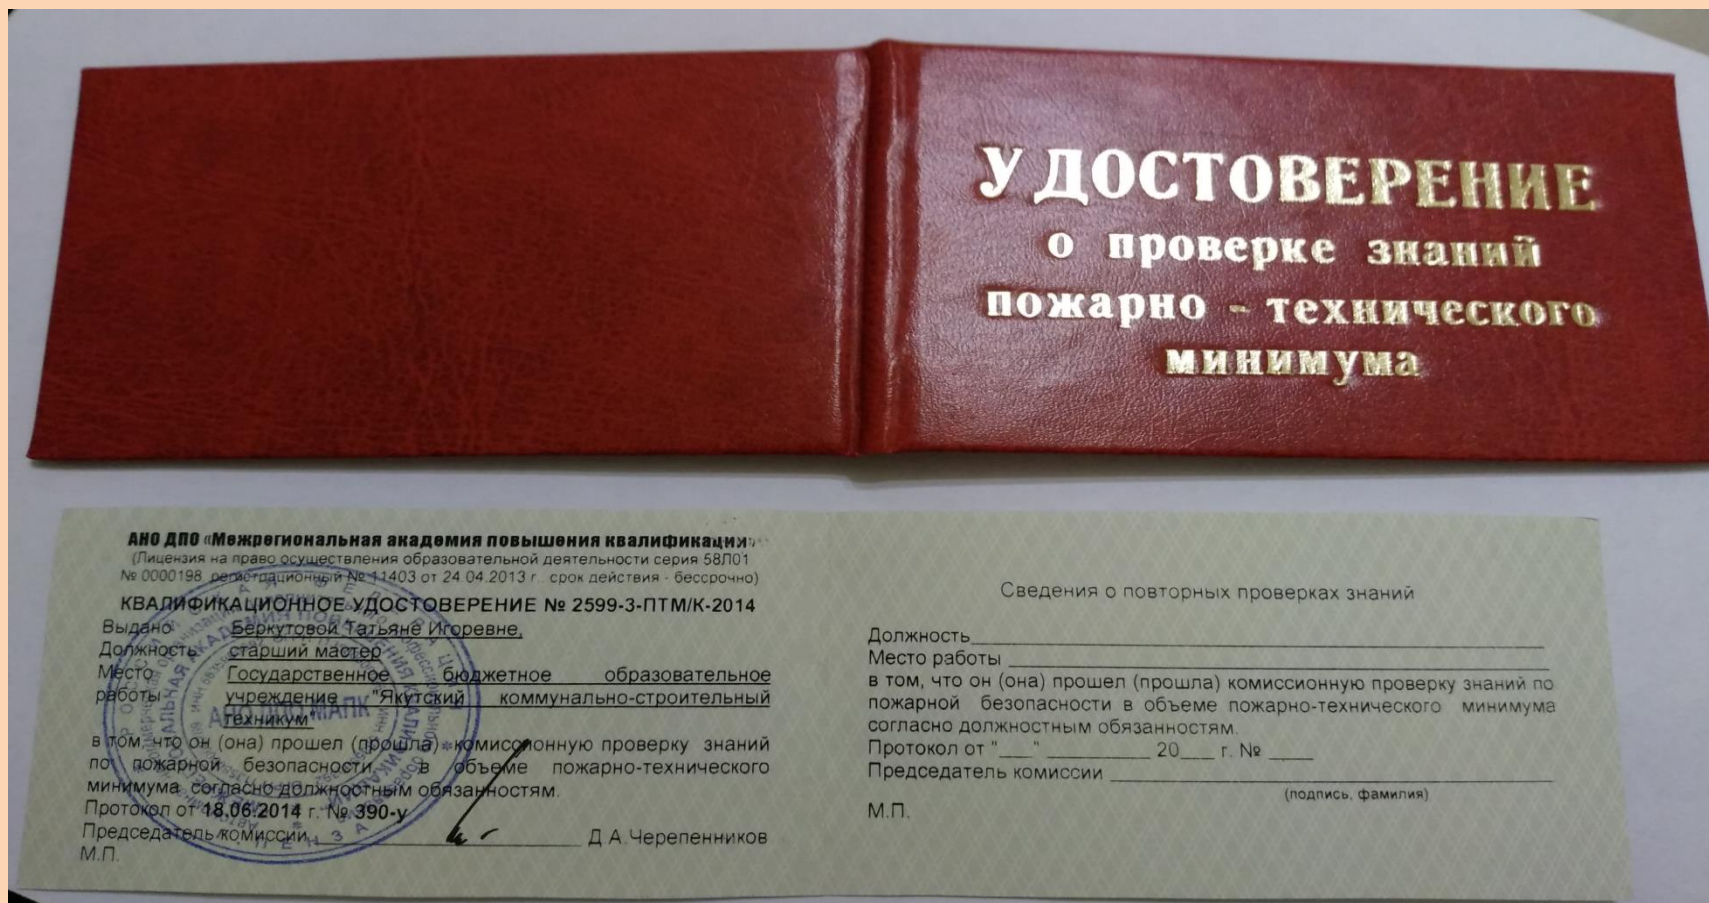 УДОСТОВЕРЕНИЕ
о проверке знаний
пожарно - технического
минимума
АНО ДПО «Межрегиональная академия повышения квалификации»
(Лицензия на право осуществления образовательной деятельности серия 58Л01
№ 0000198 регистрационный № 11403 от 24.04.2013 г., срок действия - бессрочно)
КВАЛИФИКАЦИОННОЕ УДОСТОВЕРЕНИЕ № 2599-3-ПТМ/К-2014
Выдано Беркутовой Татьяне Игоревне,
Должность старший мастер
Место Государственное бюджетное образовательное
работы учреждение "Якутский коммунально-строительный
техникум"
в том, что он (она) прошел (прошла) комиссионную проверку знаний
по пожарной безопасности в объеме пожарно-технического
минимума согласно должностным обязанностям.
Протокол от 18.06.2014 г. № 390-у
Председатель комиссии Д.А.Черепенников
М.П.
Сведения о повторных проверках знаний
Должность
Место работы
в том, что он (она) прошел (прошла) комиссионную проверку знаний по
пожарной безопасности в объеме пожарно-технического минимума
согласно должностным обязанностям.
Протокол от "___" __________ 20___ г. № ____
Председатель комиссии
(подпись, фамилия)
М.П.